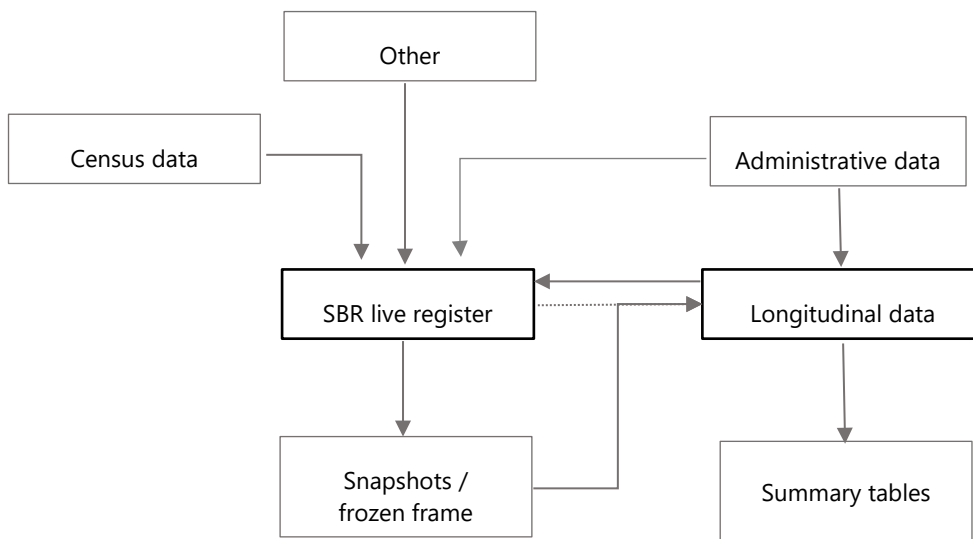 Other
Census data
Administrative data
SBR live register
Longitudinal data
Snapshots /
frozen frame
Summary tables